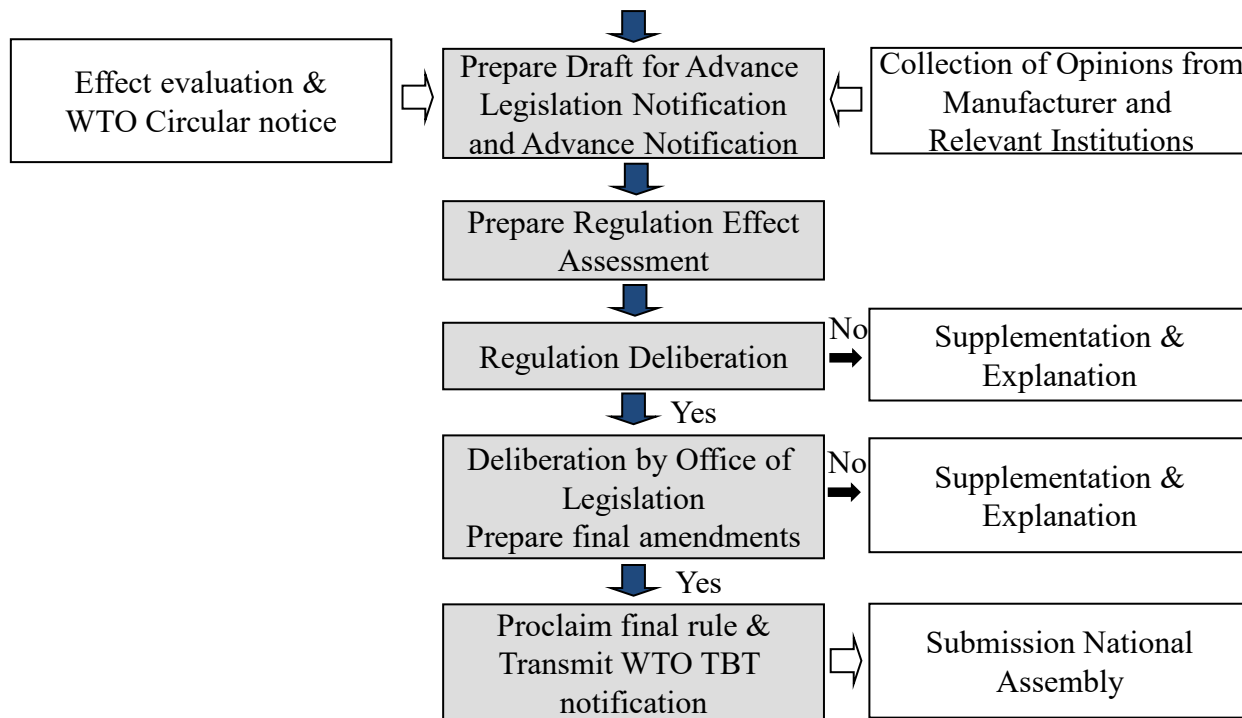 Effect evaluation &
WTO Circular notice
Prepare Draft for Advance
Legislation Notification
and Advance Notification
Collection of Opinions from
Manufacturer and
Relevant Institutions
Prepare Regulation Effect
Assessment
Regulation Deliberation
No
Supplementation &
Explanation
Yes
Deliberation by Office of
Legislation
Prepare final amendments
No
Supplementation &
Explanation
Yes
Proclaim final rule &
Transmit WTO TBT
notification
Submission National
Assembly